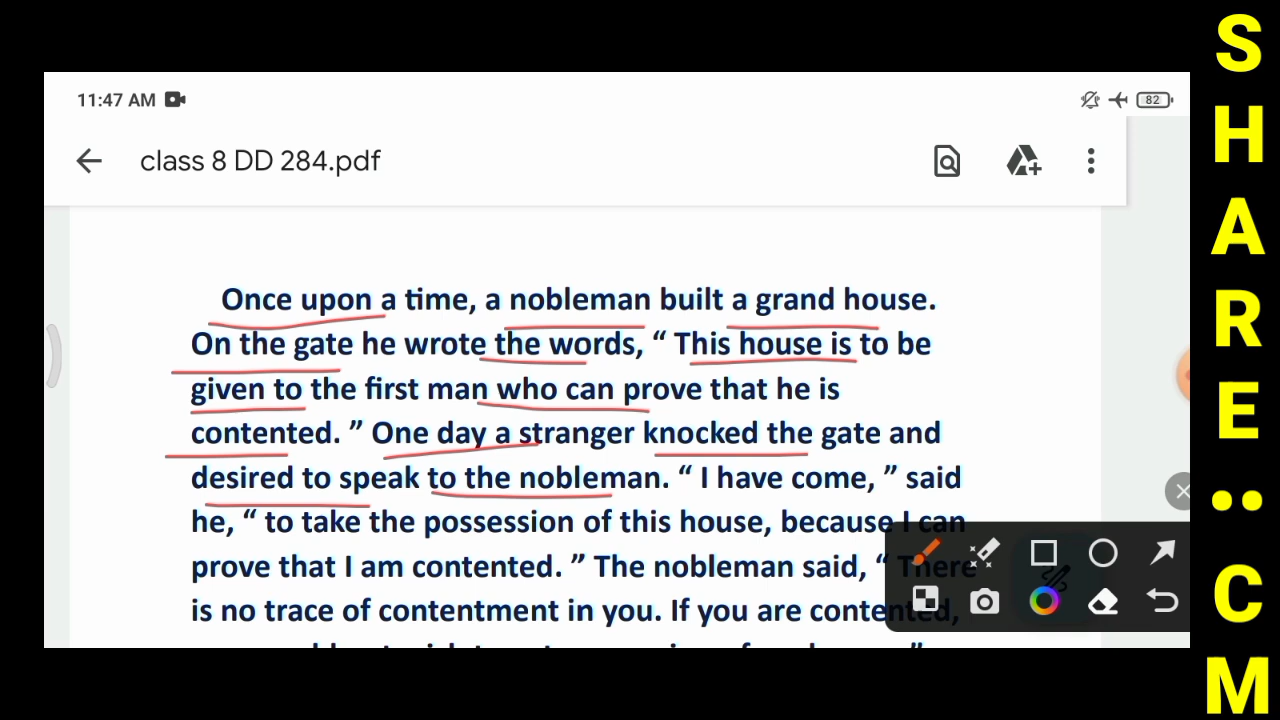 11:47 AM
82
class 8 DD 284.pdf
Once upon a time, a nobleman built a grand house.
On the gate he wrote the words, “ This house is to be
given to the first man who can prove that he is
contented. ” One day a stranger knocked the gate and
desired to speak to the nobleman. “ I have come, ” said
he, “ to take the possession of this house, because I can
prove that I am contented. ” The nobleman said, “ There
is no trace of contentment in you. If you are contented,
SHARE : CM